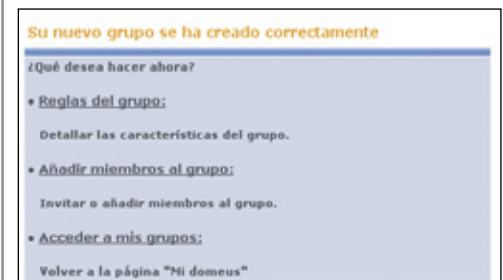 Su nuevo grupo se ha creado correctamente
¿Qué desea hacer ahora?
• Reglas del grupo:
Detallar las características del grupo.
• Añadir miembros al grupo:
Invitar o añadir miembros al grupo.
• Acceder a mis grupos:
Volver a la página "Mi domeus"